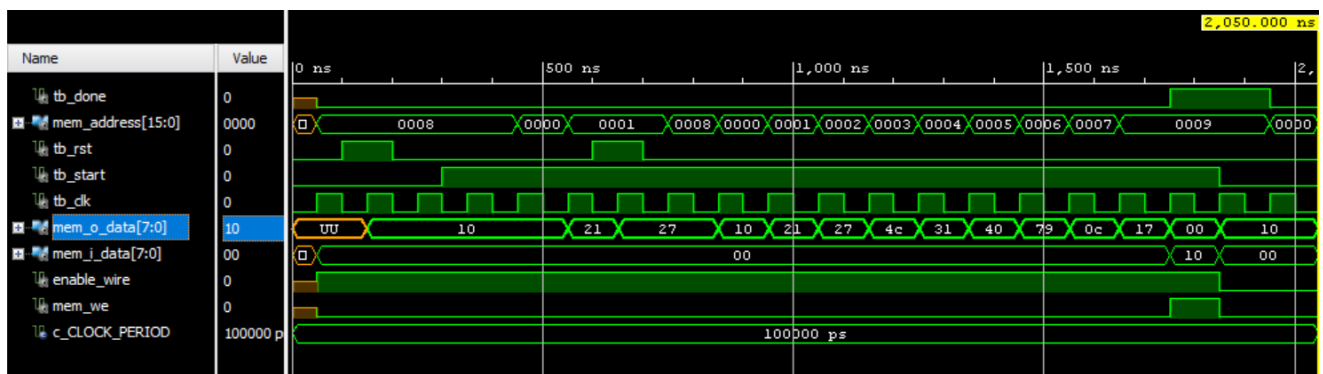 2,050.000 ns
Name Value 0 ns 500 ns 1,000 ns 1,500 ns 2,
tb_done 0
mem_address[15:0] 0000 0008 0000 0001 0008 0000 0001 0002 0003 0004 0005 0006 0007 0009 0000
tb_rst 0
tb_start 0
tb_clk 0
mem_o_data[7:0] 10 UU 10 21 27 10 21 27 4c 31 40 79 0c 17 00 10
mem_i_data[7:0] 00 00 10 00
enable_wire 0
mem_we 0
c_CLOCK_PERIOD 100000 p 100000 ps